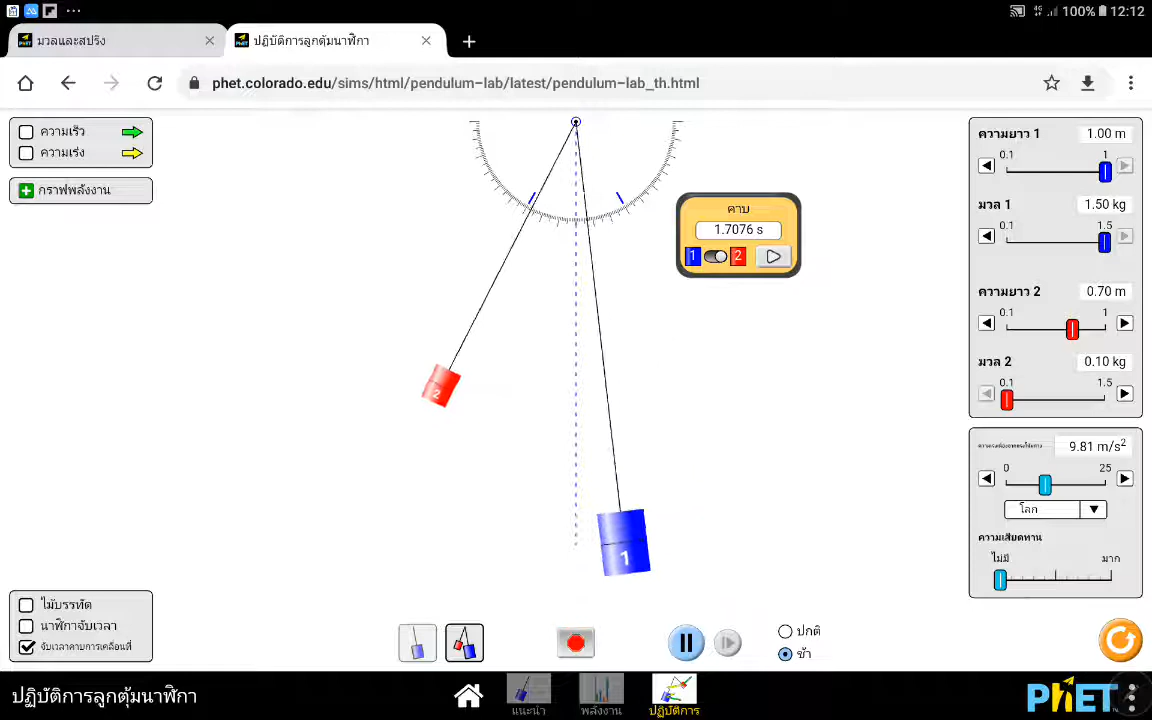 4G 100% 12:12
มวลและสปริง
ปฏิบัติการลูกตุ้มนาฬิกา
phet.colorado.edu/sims/html/pendulum-lab/latest/pendulum-lab_th.html
ความเร็ว
ความเร่ง
กราฟพลังงาน
คาบ
1.7076 s
1 2
2
1
ความยาว 1 1.00 m
0.1 1
มวล 1 1.50 kg
0.1 1.5
ความยาว 2 0.70 m
0.1 1
มวล 2 0.10 kg
0.1 1.5
9.81 m/s²
0 25
โลก
ความเสียดทาน
ไม่มี มาก
ไม้บรรทัด
นาฬิกาจับเวลา
จับเวลาคาบการเคลื่อนที่
ปกติ
ช้า
ปฏิบัติการลูกตุ้มนาฬิกา
แนะนำ
พลังงาน
ปฏิบัติการ
PhET